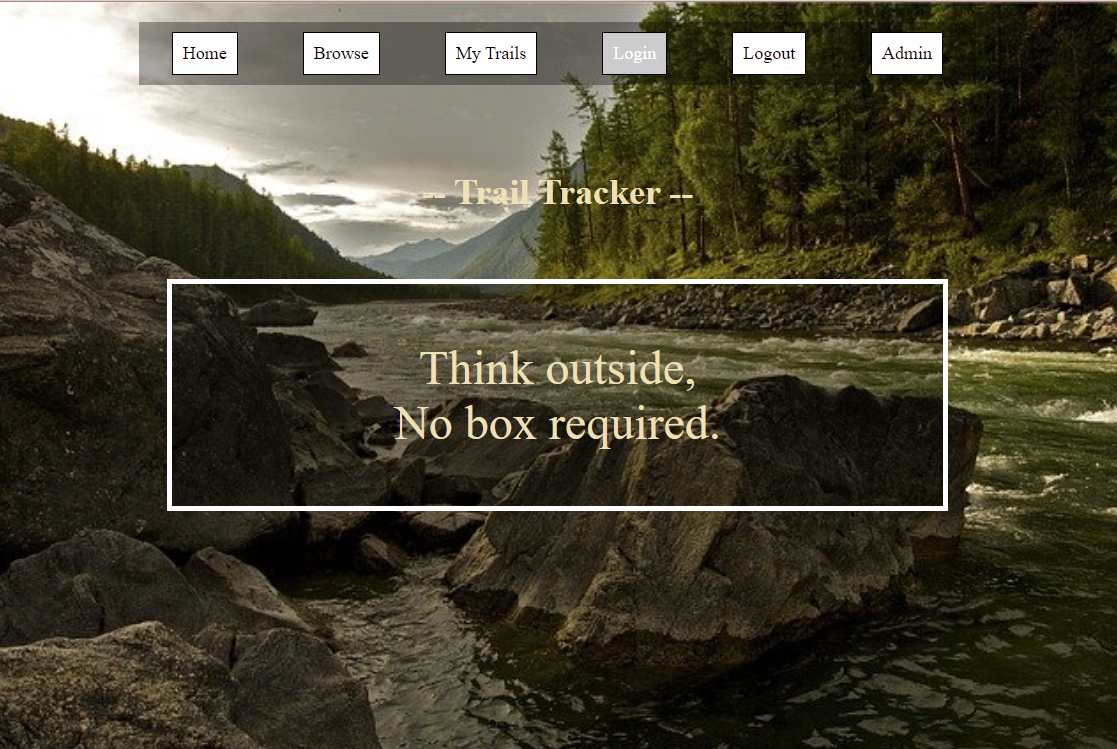 Home Browse My Trails Login Logout Admin
-- Trail Tracker --
Think outside,
No box required.